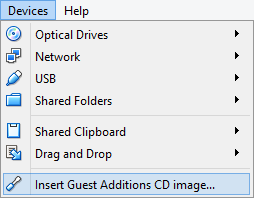 Devices Help
Optical Drives
Network
USB
Shared Folders
Shared Clipboard
Drag and Drop
Insert Guest Additions CD image...